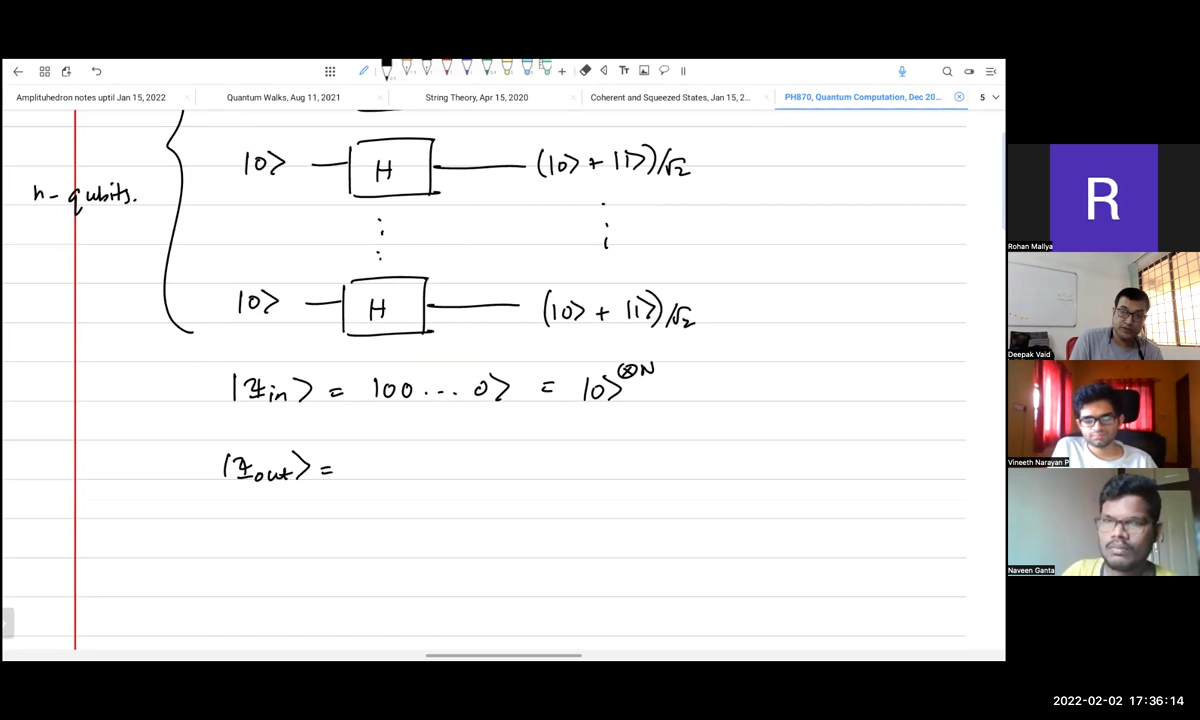 Amplituhedron notes uptil Jan 15, 2022
Quantum Walks, Aug 11, 2021
String Theory, Apr 15, 2020
Coherent and Squeezed States, Jan 15, 2...
PH870, Quantum Computation, Dec 20...
5
|0⟩ H (|0⟩ + |1⟩)/√2
n-qubits.
|0⟩ H (|0⟩ + |1⟩)/√2
|Ψin⟩ = |00...0⟩ = |0⟩^⊗N
|Ψout⟩ =
R
Rohan Mallya
Deepak Vaid
Vineeth Narayan P
Naveen Ganta
2022-02-02 17:36:14